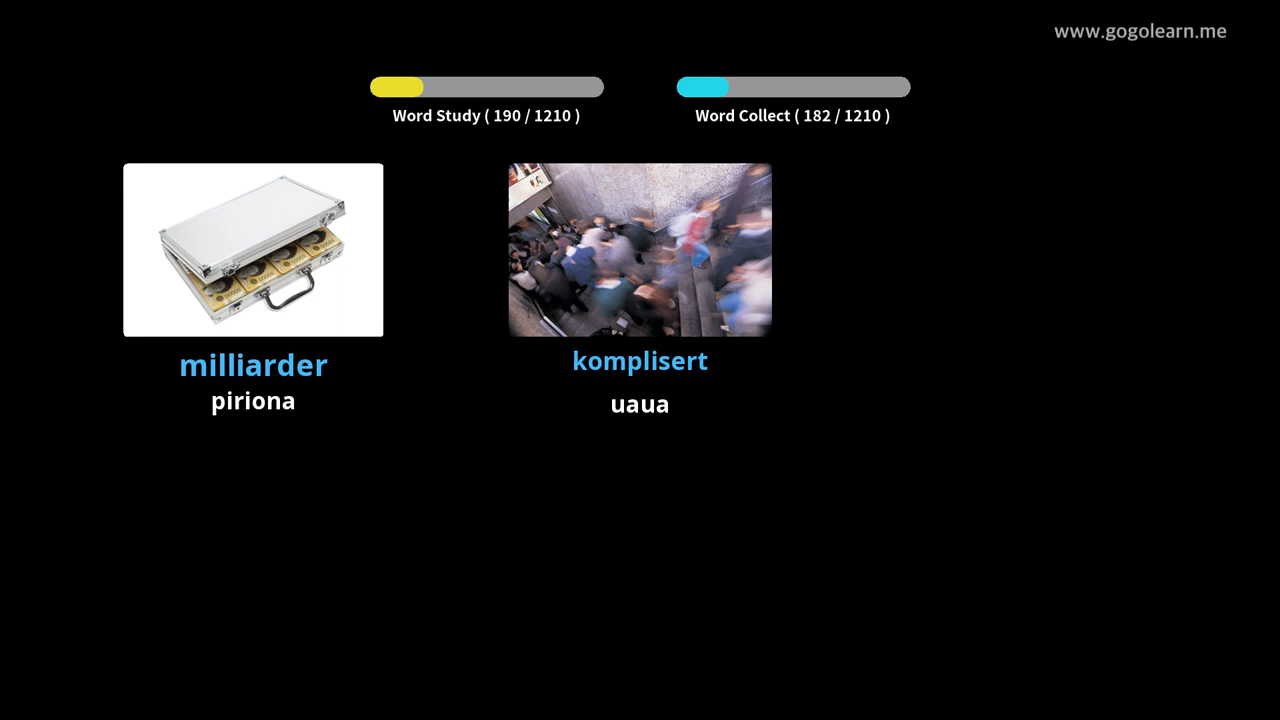 www.gogolearn.me
Word Study ( 190 / 1210 )
Word Collect ( 182 / 1210 )
milliarder
piriona
komplisert
uaua